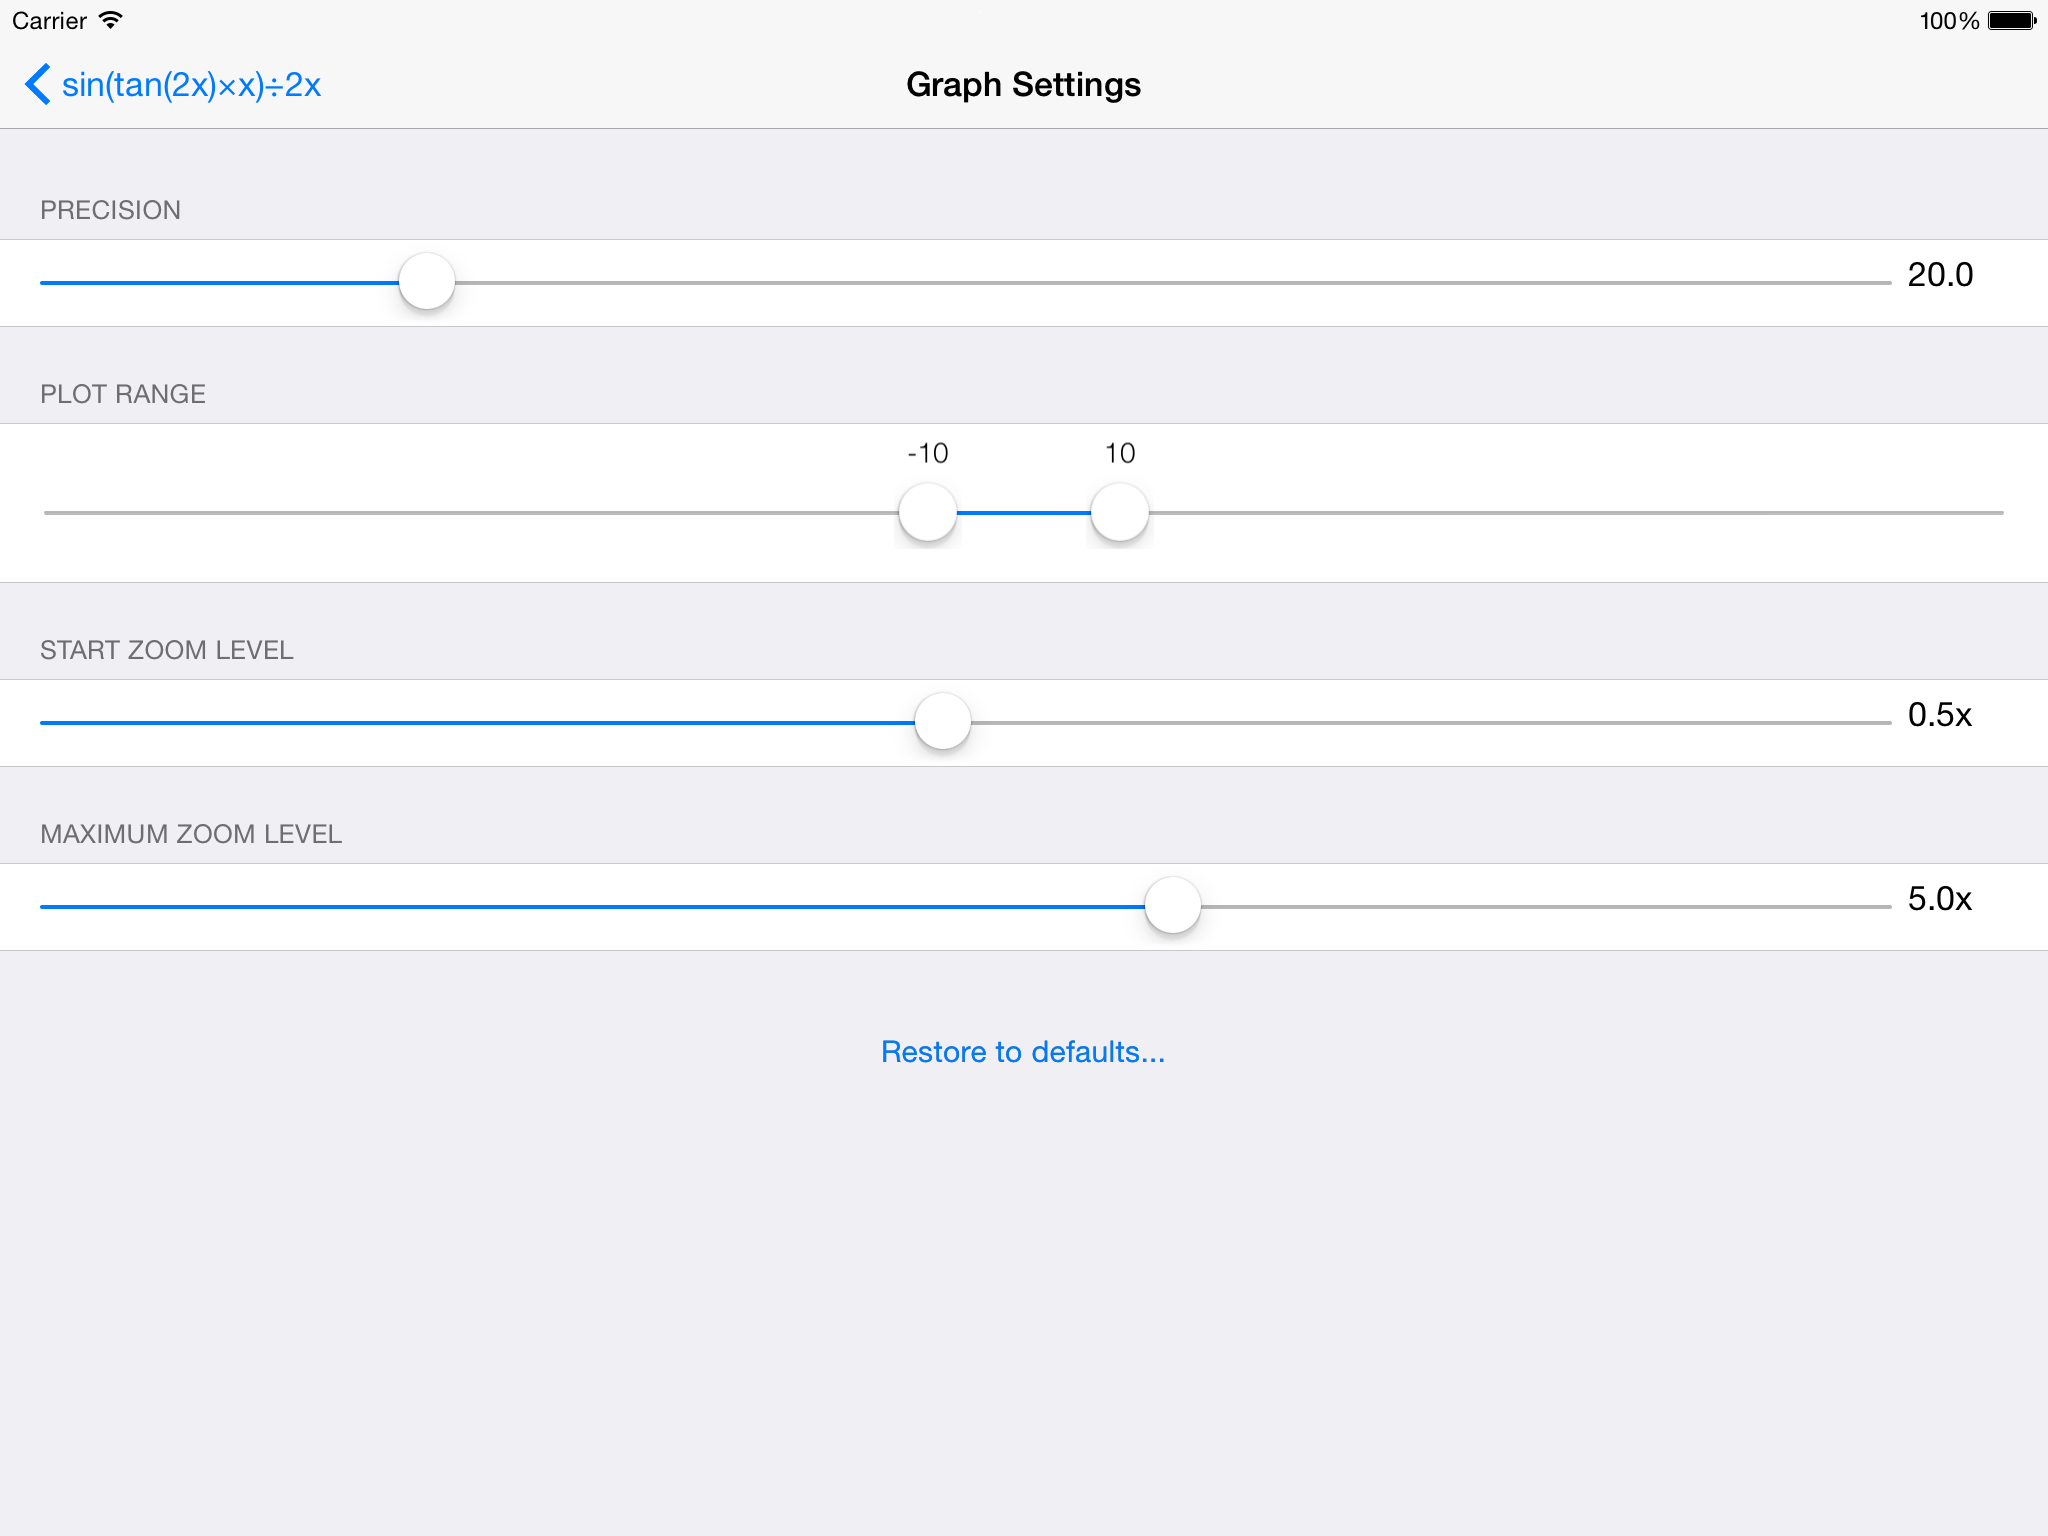 Carrier 100%
sin(tan(2x)×x)÷2x Graph Settings
PRECISION
20.0
PLOT RANGE
-10 10
START ZOOM LEVEL
0.5x
MAXIMUM ZOOM LEVEL
5.0x
Restore to defaults...